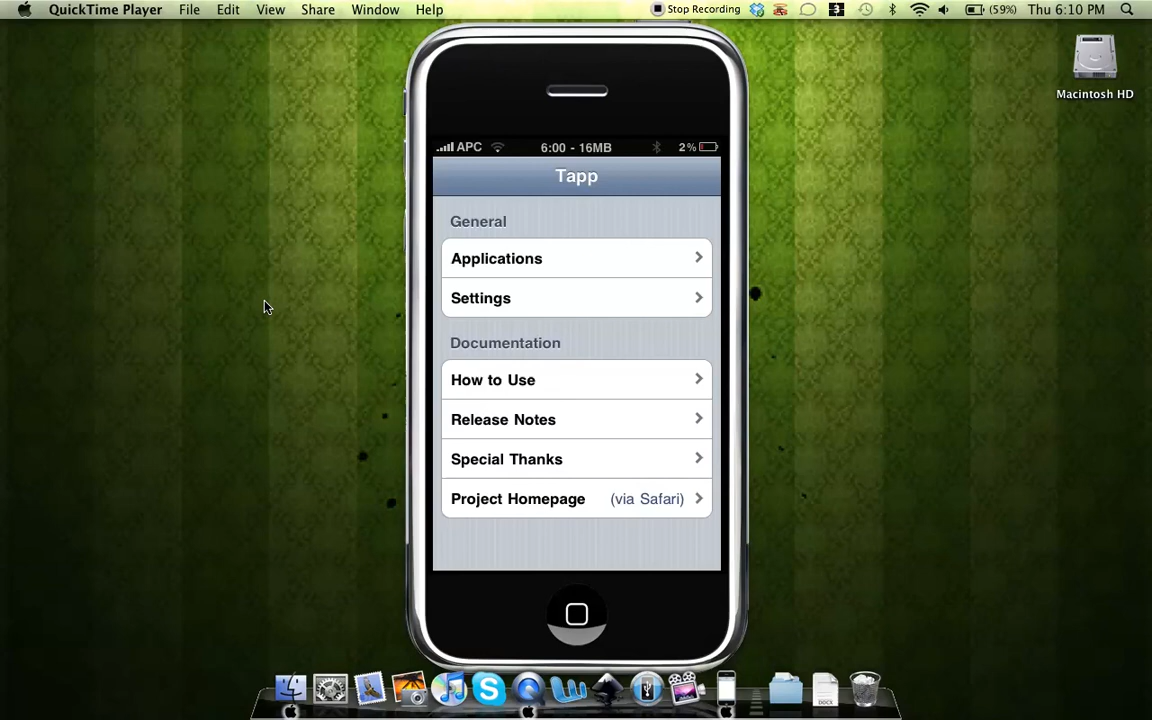 QuickTime Player File Edit View Share Window Help Stop Recording 3 (59%) Thu 6:10 PM
Macintosh HD
APC 6:00 - 16MB 2%
Tapp
General
Applications
Settings
Documentation
How to Use
Release Notes
Special Thanks
Project Homepage (via Safari)
DOCX